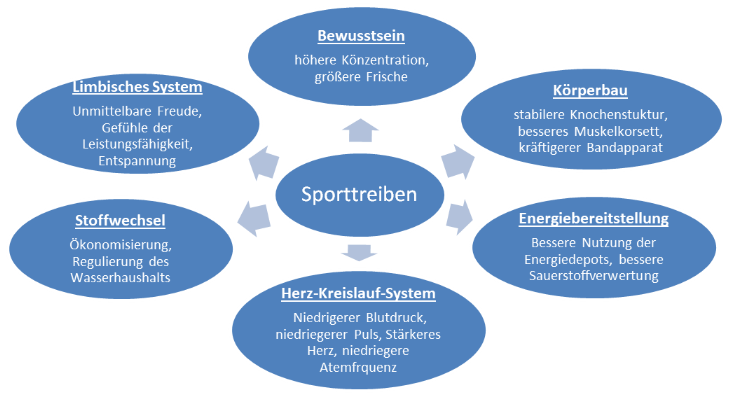 Bewusstsein
höhere Könzentration,
größere Frische
Limbisches System
Unmittelbare Freude,
Gefühle der
Leistungsfähigkeit,
Entspannung
Körperbau
stabilere Knochenstuktur,
besseres Muskelkorsett,
kräftigerer Bandapparat
Sporttreiben
Stoffwechsel
Ökonomisierung,
Regulierung des
Wasserhaushalts
Energiebereitstellung
Bessere Nutzung der
Energiedepots, bessere
Sauerstoffverwertung
Herz-Kreislauf-System
Niedrigerer Blutdruck,
niedriegerer Puls, Stärkeres
Herz, niedriegere
Atemfrquenz